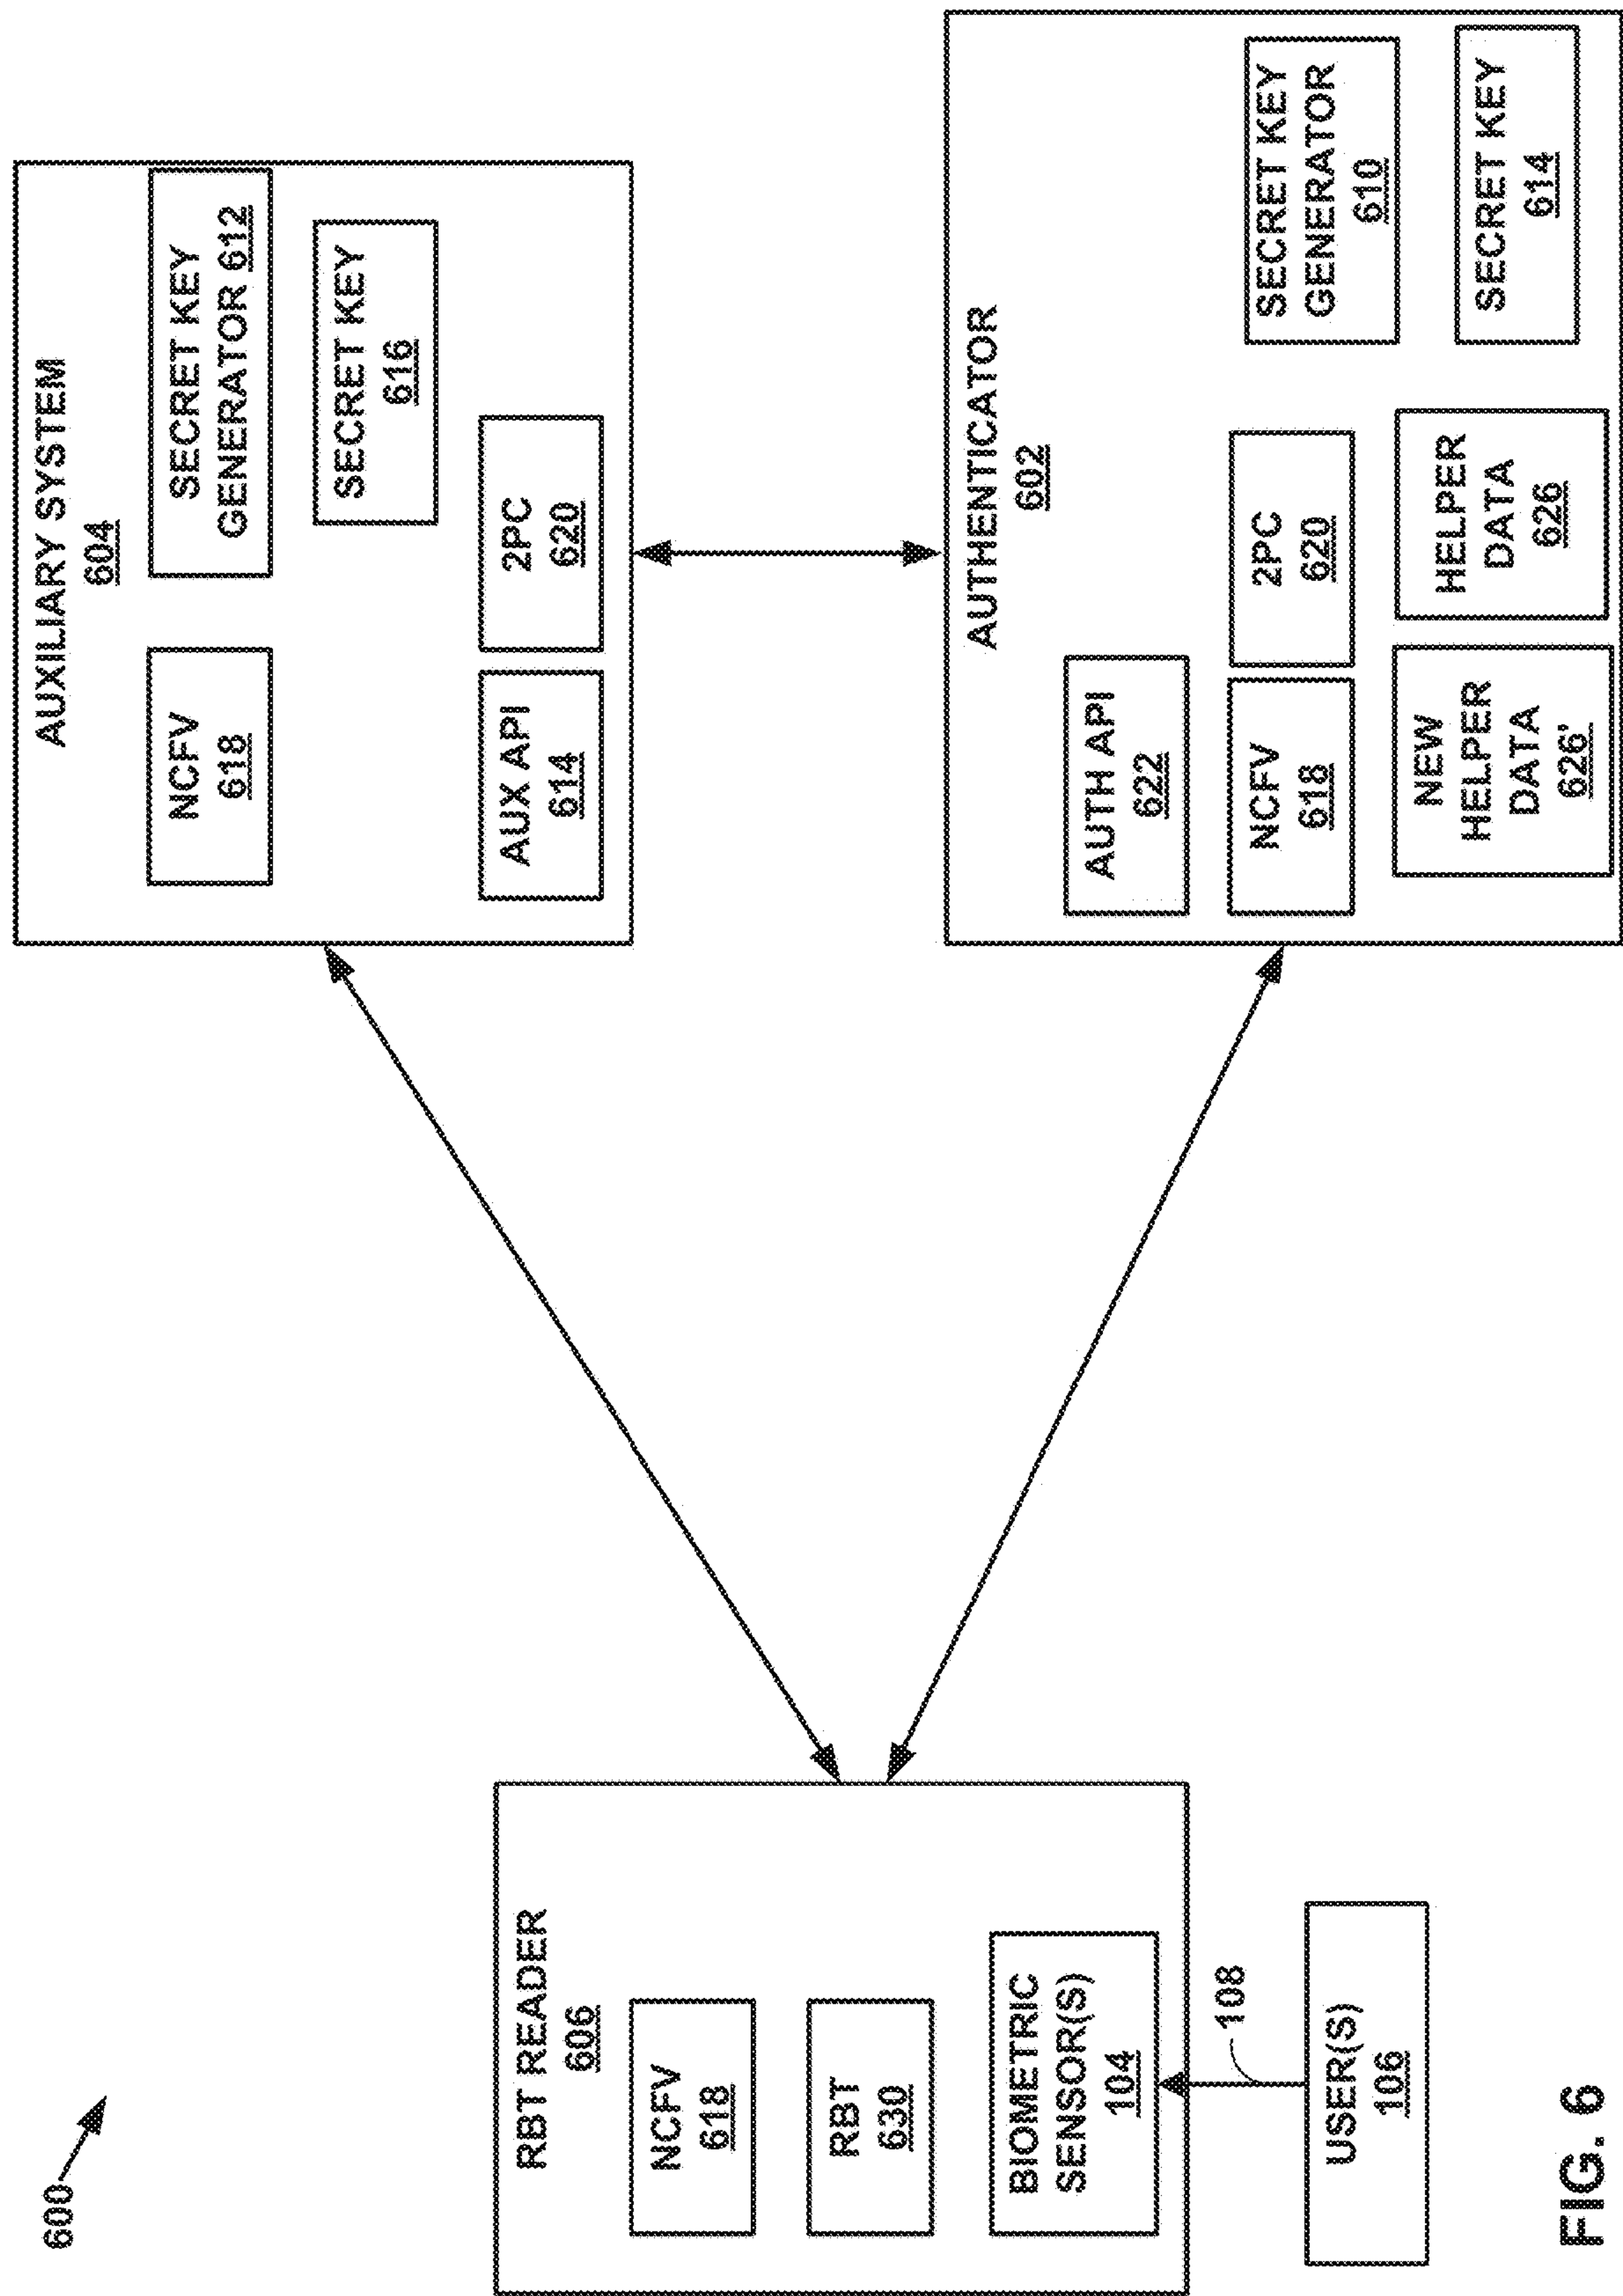 600
RBT READER
606
NCFV
618
RBT
630
BIOMETRIC
SENSOR(S)
104
108
USER(S)
106
AUXILIARY SYSTEM
604
NCFV
618
SECRET KEY
GENERATOR 612
SECRET KEY
616
AUX API
614
2PC
620
AUTHENTICATOR
602
AUTH API
622
NCFV
618
2PC
620
SECRET KEY
GENERATOR
610
NEW
HELPER
DATA
626'
HELPER
DATA
626
SECRET KEY
614
FIG. 6